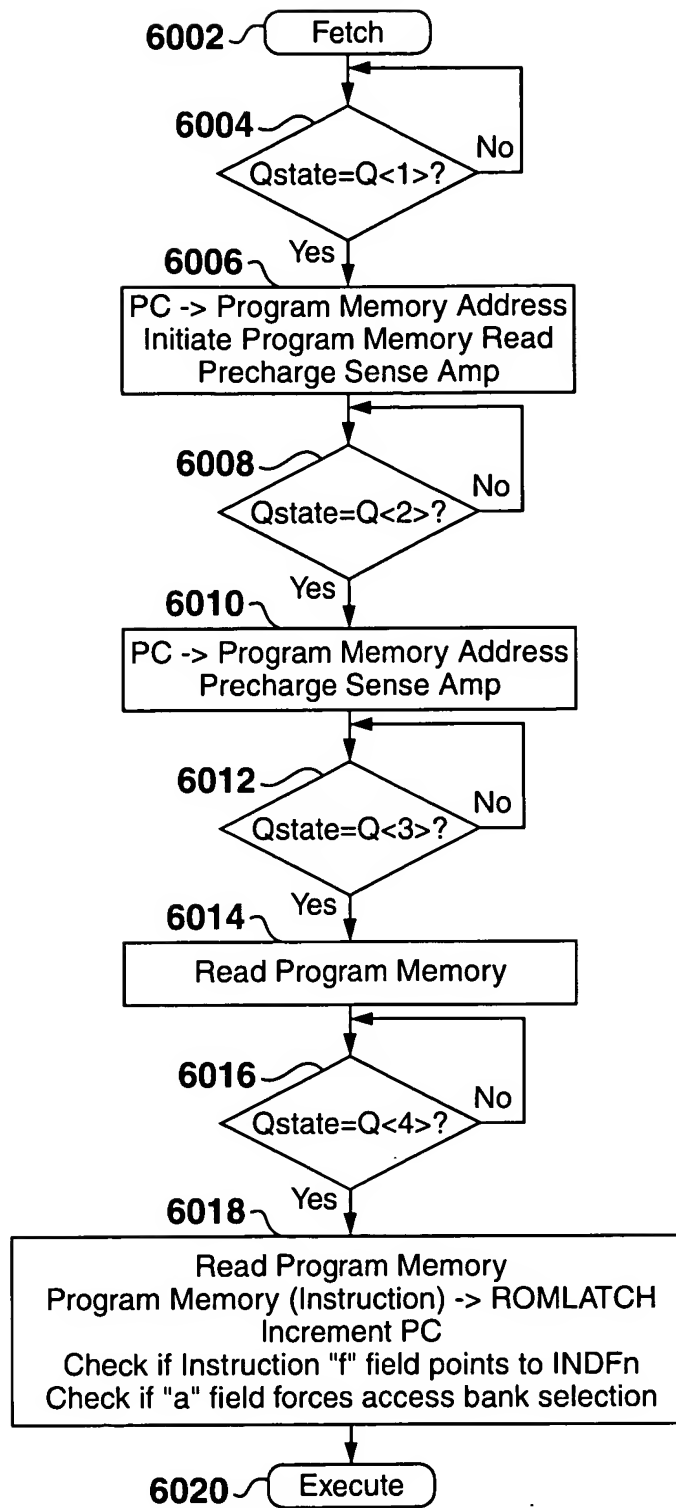 6002 Fetch
6004
Qstate=Q<1>?
No
Yes
6006
PC -> Program Memory Address
Initiate Program Memory Read
Precharge Sense Amp
6008
Qstate=Q<2>?
No
Yes
6010
PC -> Program Memory Address
Precharge Sense Amp
6012
Qstate=Q<3>?
No
Yes
6014
Read Program Memory
6016
Qstate=Q<4>?
No
Yes
6018
Read Program Memory
Program Memory (Instruction) -> ROMLATCH
Increment PC
Check if Instruction "f" field points to INDFn
Check if "a" field forces access bank selection
6020 Execute